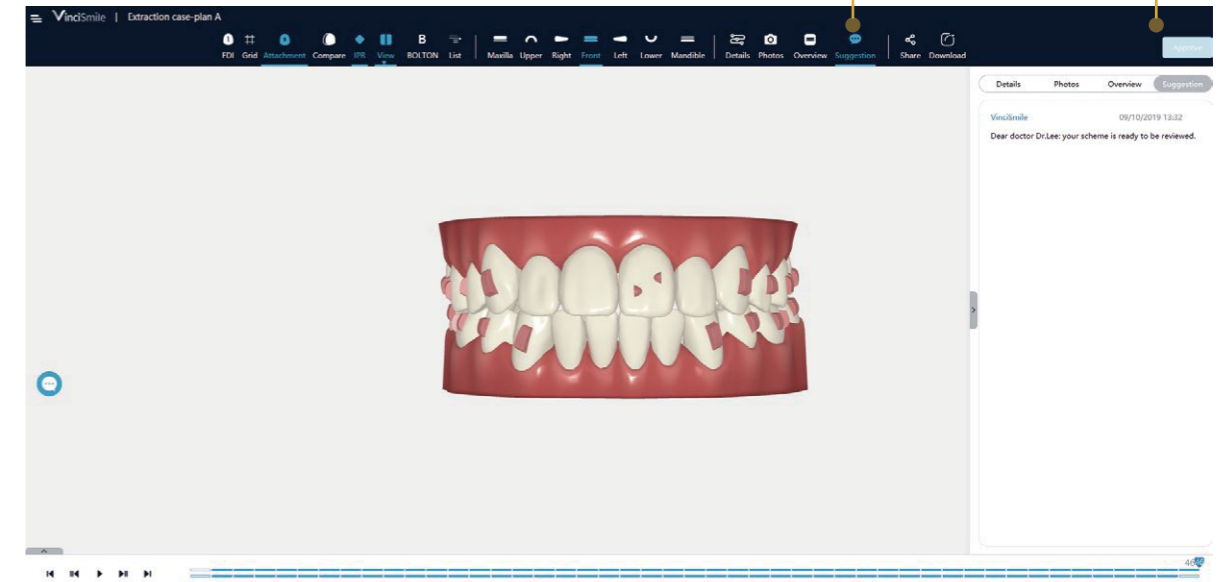 VinciSmile | Extraction case-plan A
FDI Grid Attachment Compare IPR View BOLTON List Maxilla Upper Right Front Left Lower Mandible Details Photos Overview Suggestion Share Download
B
Approve
Details Photos Overview Suggestion
VinciSmile 09/10/2019 13:32
Dear doctor Dr.Lee: your scheme is ready to be reviewed.
46